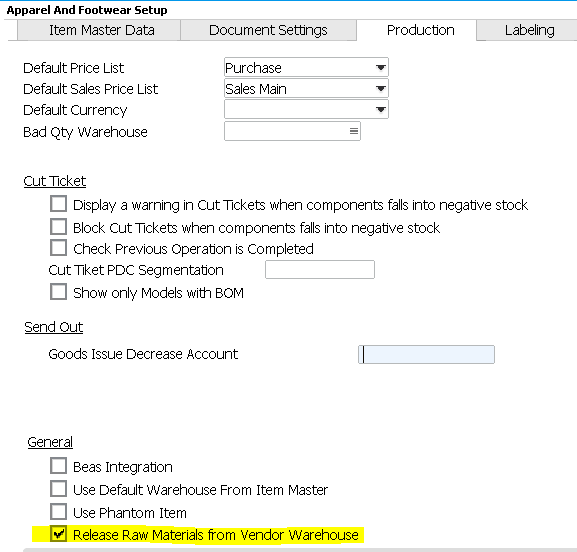 Apparel And Footwear Setup
Item Master Data Document Settings Production Labeling
Default Price List Purchase
Default Sales Price List Sales Main
Default Currency
Bad Qty Warehouse
Cut Ticket
Display a warning in Cut Tickets when components falls into negative stock
Block Cut Tickets when components falls into negative stock
Check Previous Operation is Completed
Cut Tiket PDC Segmentation
Show only Models with BOM
Send Out
Goods Issue Decrease Account
General
Beas Integration
Use Default Warehouse From Item Master
Use Phantom Item
Release Raw Materials from Vendor Warehouse